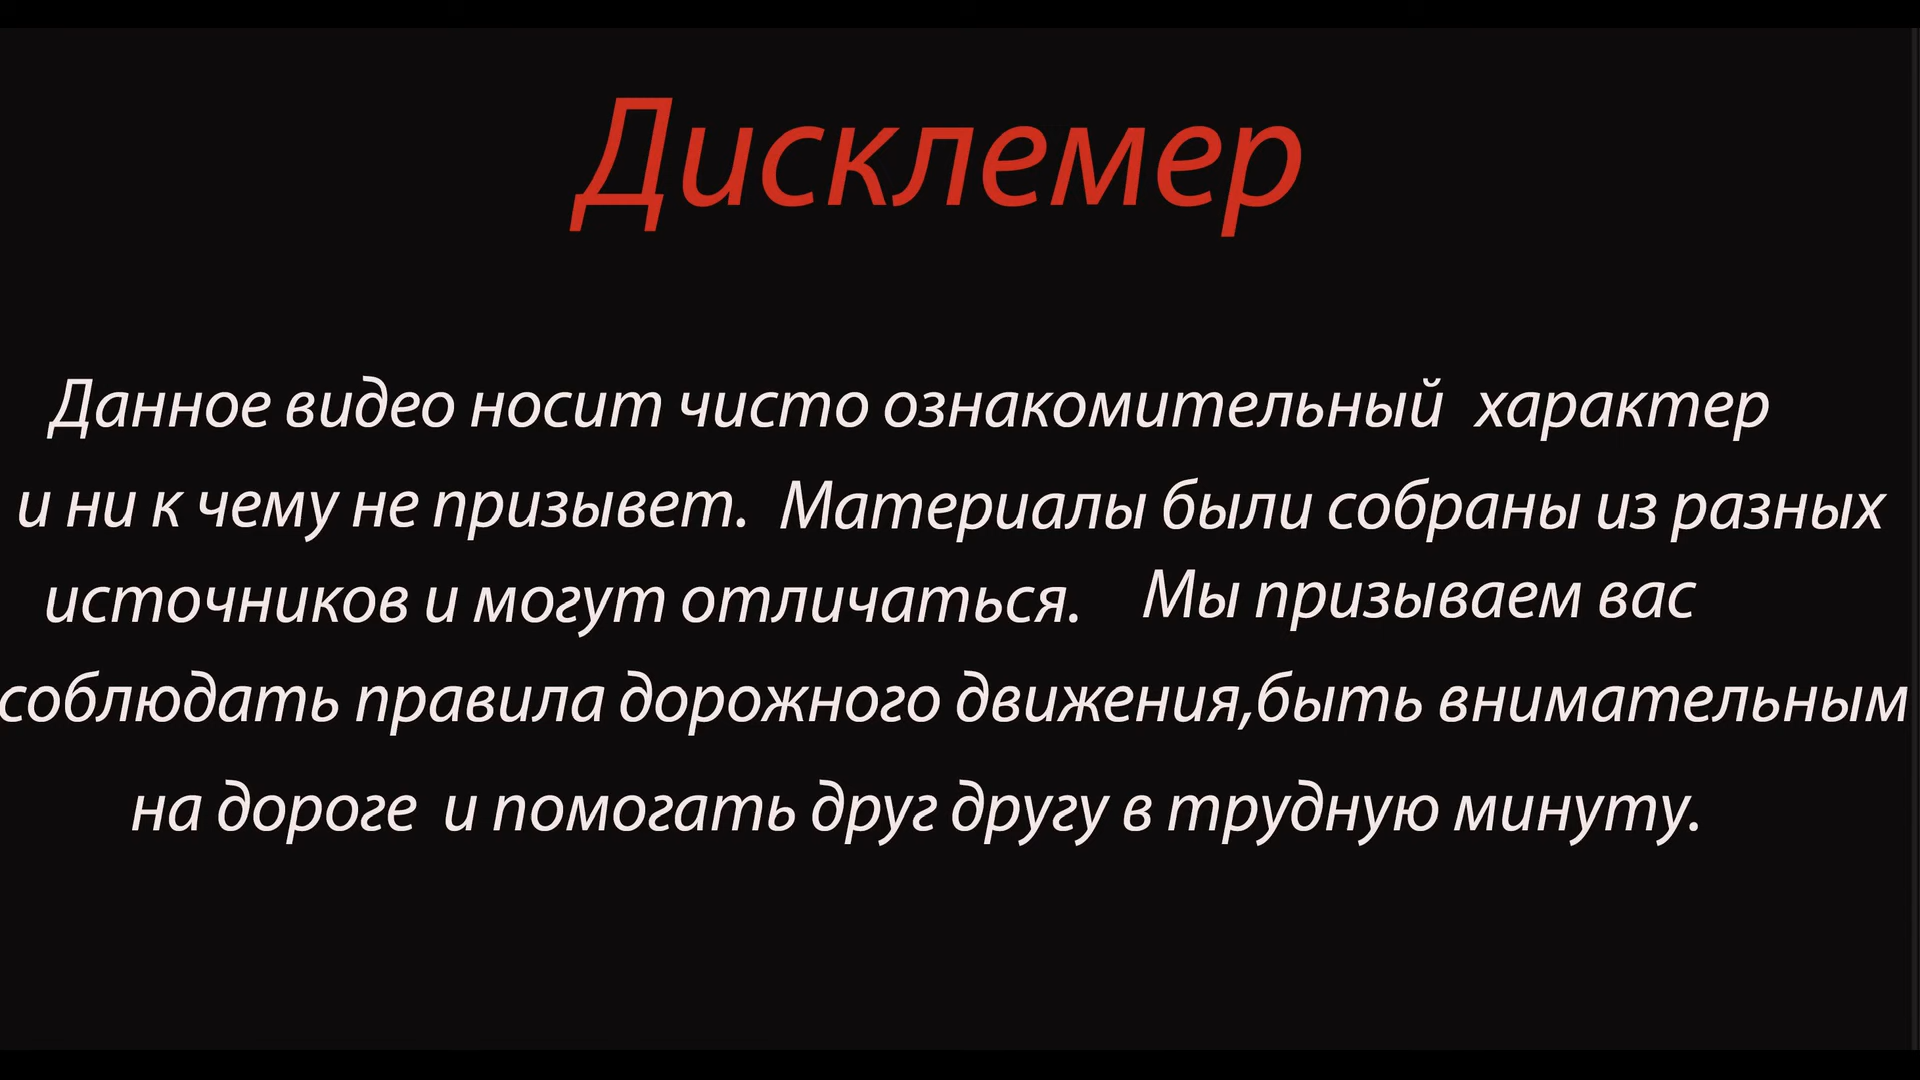 Дисклемер
Данное видео носит чисто ознакомительный характер
и ни к чему не призывет. Материалы были собраны из разных
источников и могут отличаться. Мы призываем вас
соблюдать правила дорожного движения,быть внимательным
на дороге и помогать друг другу в трудную минуту.